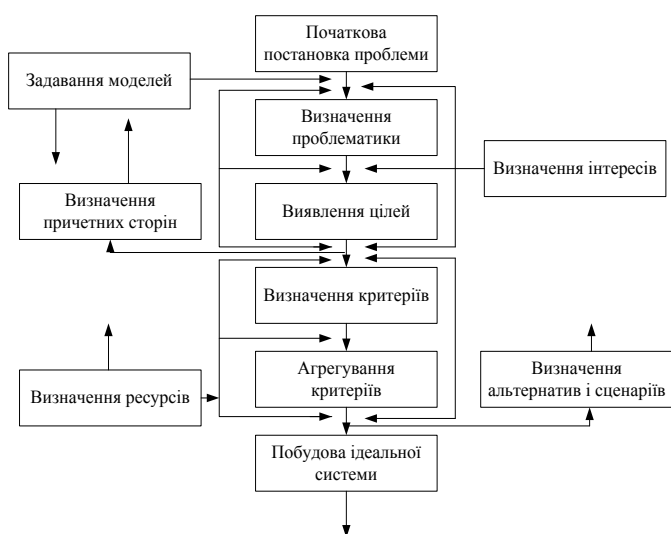 Початкова
постановка проблеми
Задавання моделей
Визначення
проблематики
Визначення інтересів
Визначення
причетних сторін
Виявлення цілей
Визначення критеріїв
Агрегування
критеріїв
Визначення
альтернатив і сценаріїв
Визначення ресурсів
Побудова ідеальної
системи